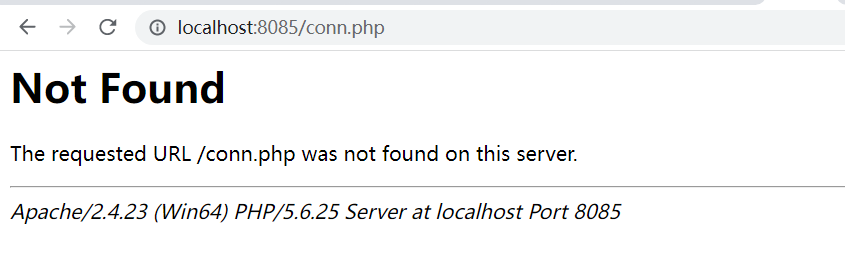 localhost:8085/conn.php
Not Found
The requested URL /conn.php was not found on this server.
Apache/2.4.23 (Win64) PHP/5.6.25 Server at localhost Port 8085